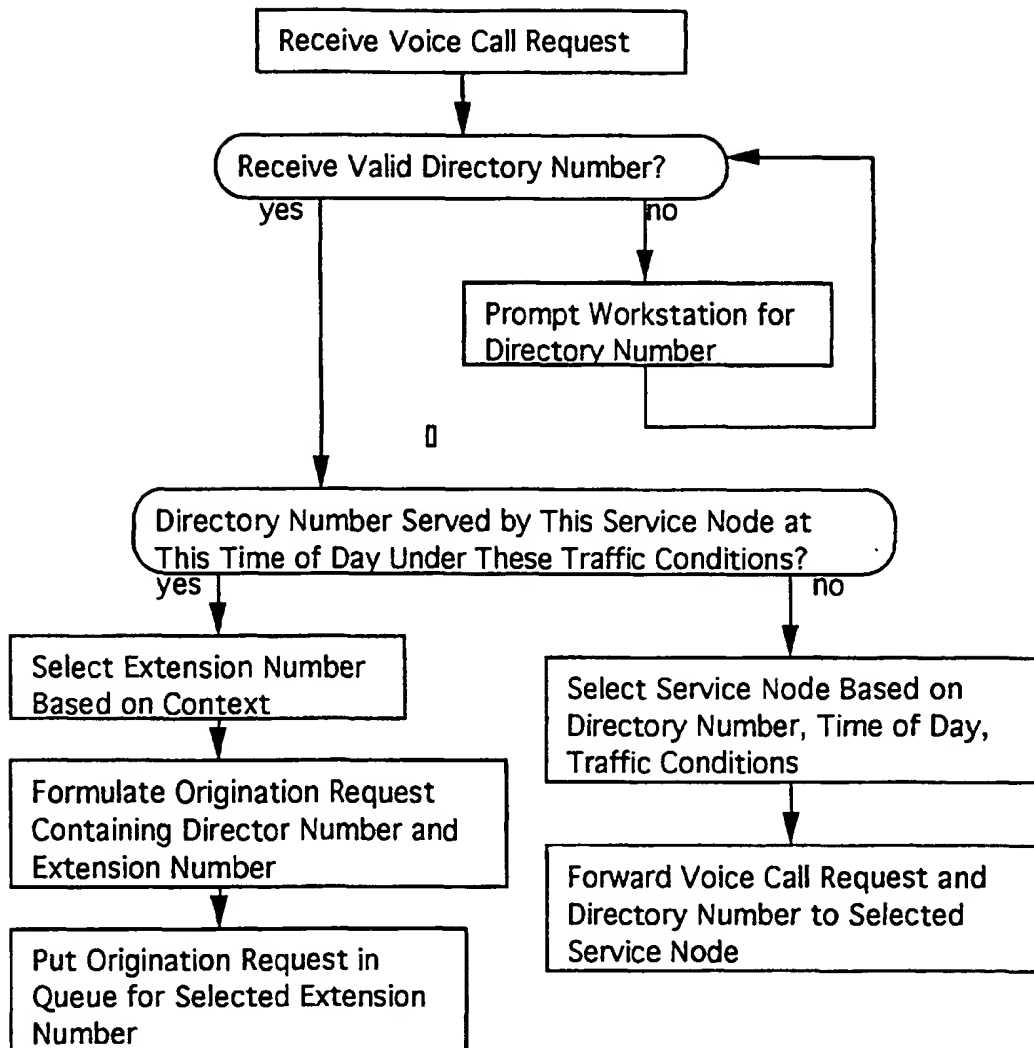 Receive Voice Call Request
Receive Valid Directory Number?
yes
no
Prompt Workstation for
Directory Number
Directory Number Served by This Service Node at
This Time of Day Under These Traffic Conditions?
yes
no
Select Extension Number
Based on Context
Formulate Origination Request
Containing Director Number and
Extension Number
Put Origination Request in
Queue for Selected Extension
Number
Select Service Node Based on
Directory Number, Time of Day,
Traffic Conditions
Forward Voice Call Request and
Directory Number to Selected
Service Node